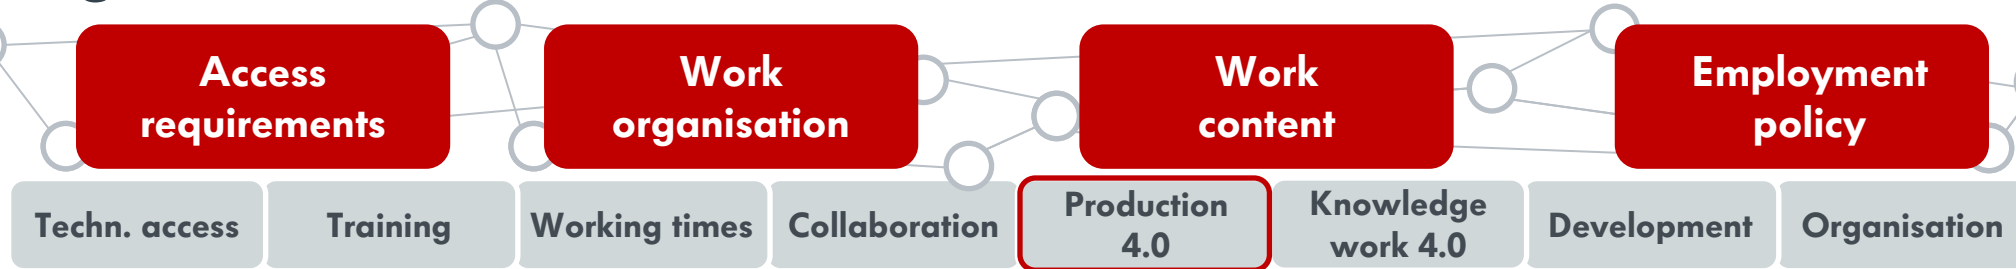 Access
requirements
Work
organisation
Work
content
Employment
policy
Techn. access
Training
Working times
Collaboration
Production
4.0
Knowledge
work 4.0
Development
Organisation